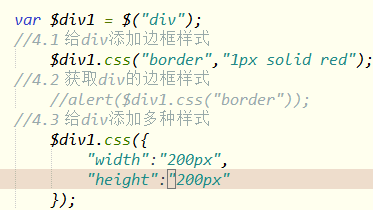 var $div1 = $("div");
//4.1 给div添加边框样式
$div1.css("border","1px solid red");
//4.2 获取div的边框样式
//alert($div1.css("border"));
//4.3 给div添加多种样式
$div1.css({
"width":"200px",
"height":"200px"
});